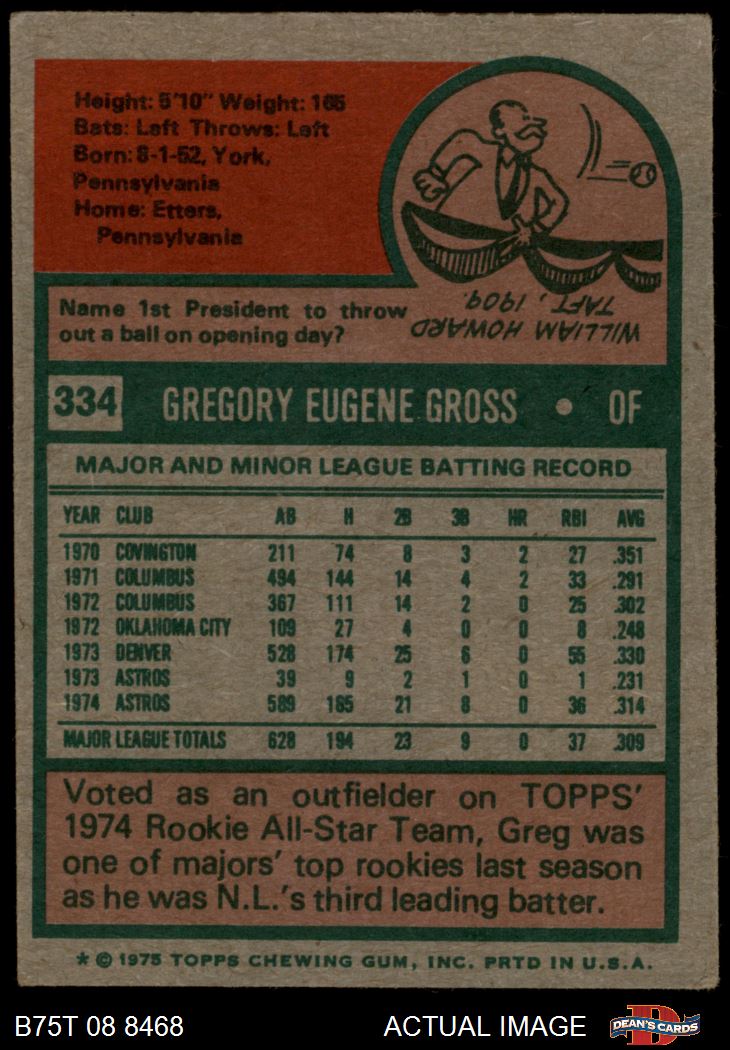 Height: 5'10" Weight: 165
Bats: Left Throws: Left
Born: 8-1-52, York,
Pennsylvania
Home: Etters,
Pennsylvania
Name 1st President to throw
out a ball on opening day?
WILLIAM HOWARD
TAFT, 1909.
334 GREGORY EUGENE GROSS • OF
MAJOR AND MINOR LEAGUE BATTING RECORD
YEAR CLUB AB H 2B 3B HR RBI AVG
1970 COVINGTON 211 74 8 3 2 27 .351
1971 COLUMBUS 494 144 14 4 2 33 .291
1972 COLUMBUS 367 111 14 2 0 25 .302
1972 OKLAHOMA CITY 109 27 4 0 0 8 .248
1973 DENVER 528 174 25 6 0 55 .330
1973 ASTROS 39 9 2 1 0 1 .231
1974 ASTROS 589 185 21 8 0 36 .314
MAJOR LEAGUE TOTALS 628 194 23 9 0 37 .309
Voted as an outfielder on TOPPS'
1974 Rookie All-Star Team, Greg was
one of majors' top rookies last season
as he was N.L.'s third leading batter.
* © 1975 TOPPS CHEWING GUM, INC. PRTD IN U.S.A.
B75T 08 8468 ACTUAL IMAGE DEAN'S CARDS